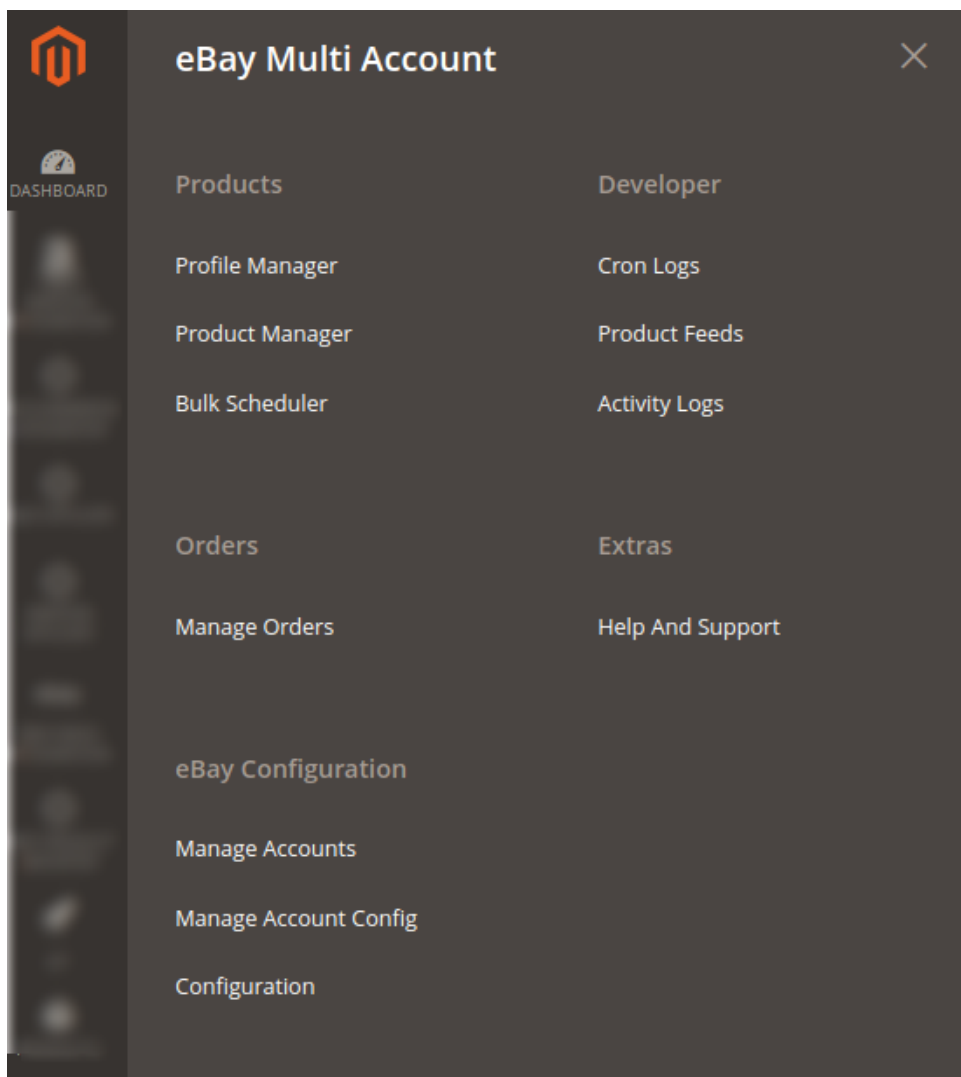 eBay Multi Account
DASHBOARD
Products
Profile Manager
Product Manager
Bulk Scheduler
Developer
Cron Logs
Product Feeds
Activity Logs
Orders
Manage Orders
Extras
Help And Support
eBay Configuration
Manage Accounts
Manage Account Config
Configuration